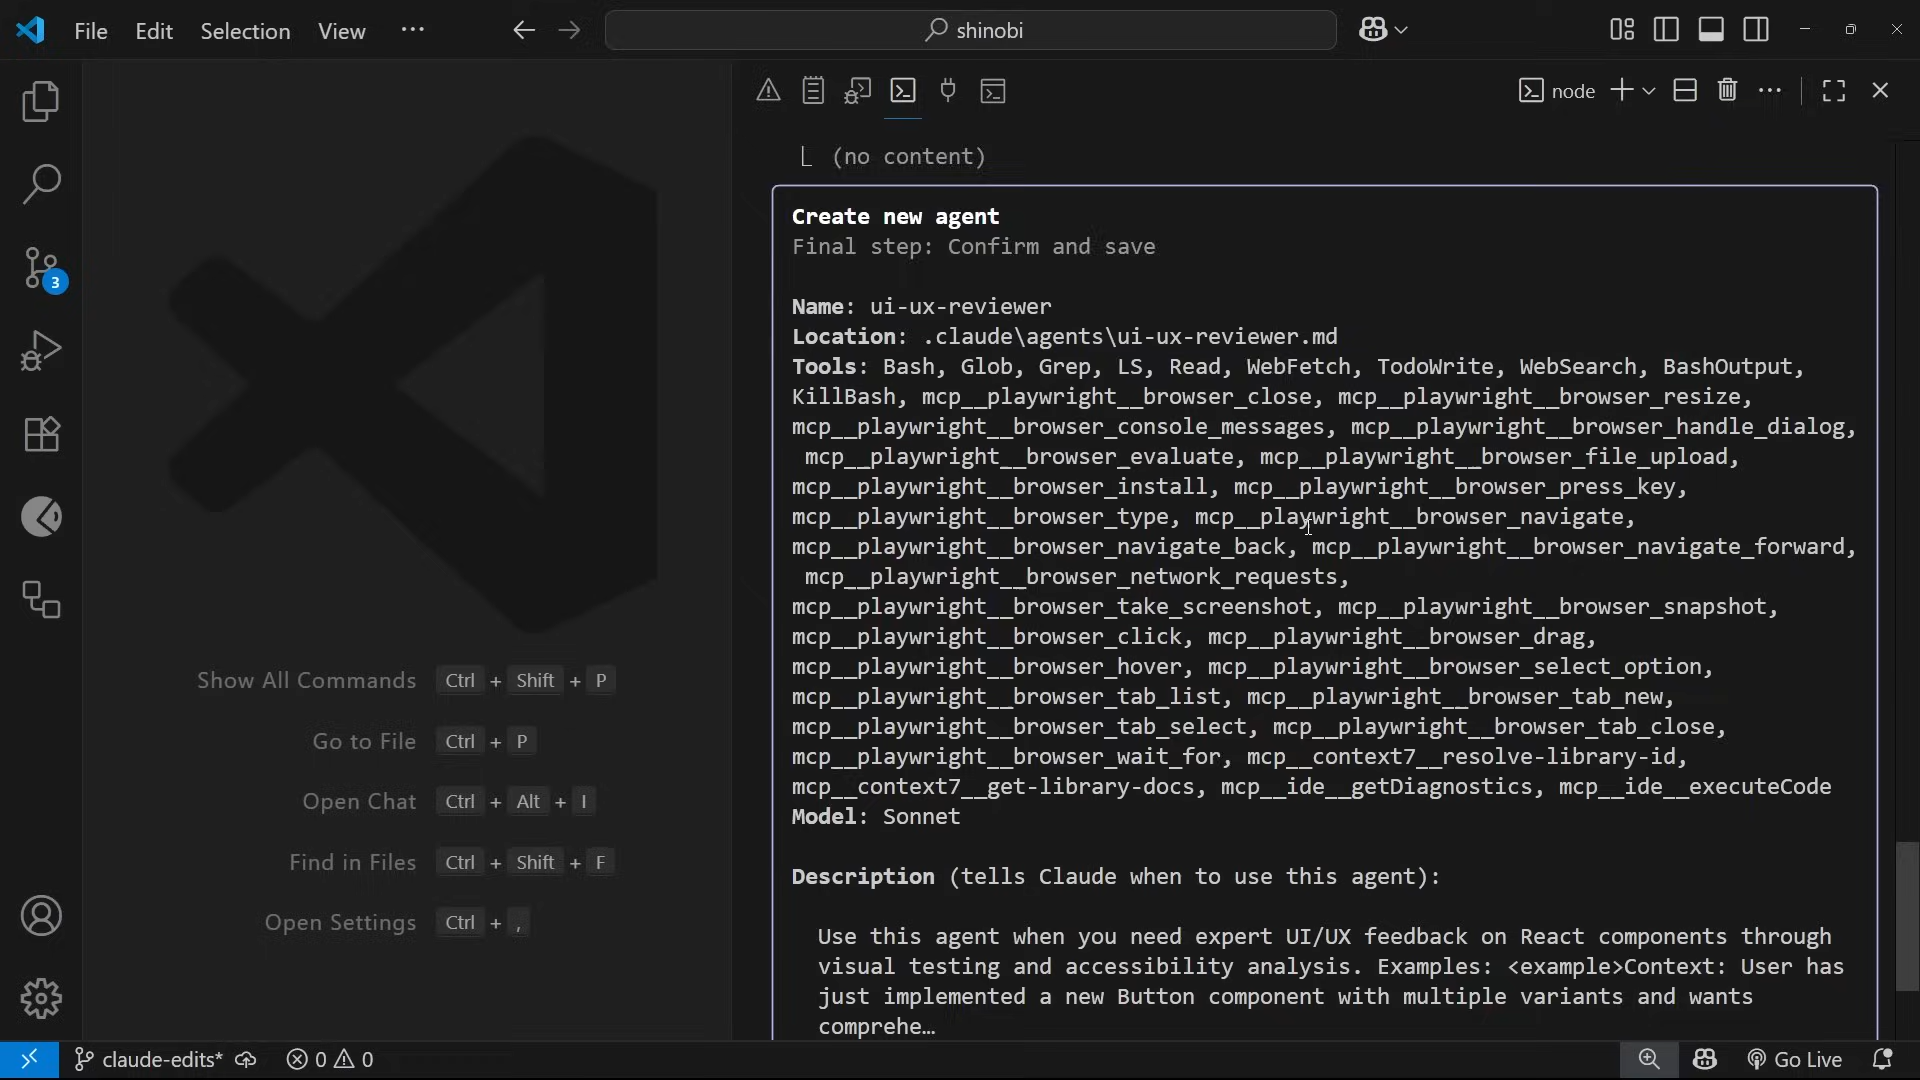 File Edit Selection View ··· shinobi
node
(no content)
Create new agent
Final step: Confirm and save
Name: ui-ux-reviewer
Location: .claude\agents\ui-ux-reviewer.md
Tools: Bash, Glob, Grep, LS, Read, WebFetch, TodoWrite, WebSearch, BashOutput,
KillBash, mcp__playwright__browser_close, mcp__playwright__browser_resize,
mcp__playwright__browser_console_messages, mcp__playwright__browser_handle_dialog,
mcp__playwright__browser_evaluate, mcp__playwright__browser_file_upload,
mcp__playwright__browser_install, mcp__playwright__browser_press_key,
mcp__playwright__browser_type, mcp__playwright__browser_navigate,
mcp__playwright__browser_navigate_back, mcp__playwright__browser_navigate_forward,
mcp__playwright__browser_network_requests,
mcp__playwright__browser_take_screenshot, mcp__playwright__browser_snapshot,
mcp__playwright__browser_click, mcp__playwright__browser_drag,
mcp__playwright__browser_hover, mcp__playwright__browser_select_option,
mcp__playwright__browser_tab_list, mcp__playwright__browser_tab_new,
mcp__playwright__browser_tab_select, mcp__playwright__browser_tab_close,
mcp__playwright__browser_wait_for, mcp__context7__resolve-library-id,
mcp__context7__get-library-docs, mcp__ide__getDiagnostics, mcp__ide__executeCode
Model: Sonnet
Description (tells Claude when to use this agent):
Use this agent when you need expert UI/UX feedback on React components through
visual testing and accessibility analysis. Examples: <example>Context: User has
just implemented a new Button component with multiple variants and wants
comprehe…
3
Show All Commands Ctrl + Shift + P
Go to File Ctrl + P
Open Chat Ctrl + Alt + I
Find in Files Ctrl + Shift + F
Open Settings Ctrl + ,
claude-edits* 0 0 Go Live